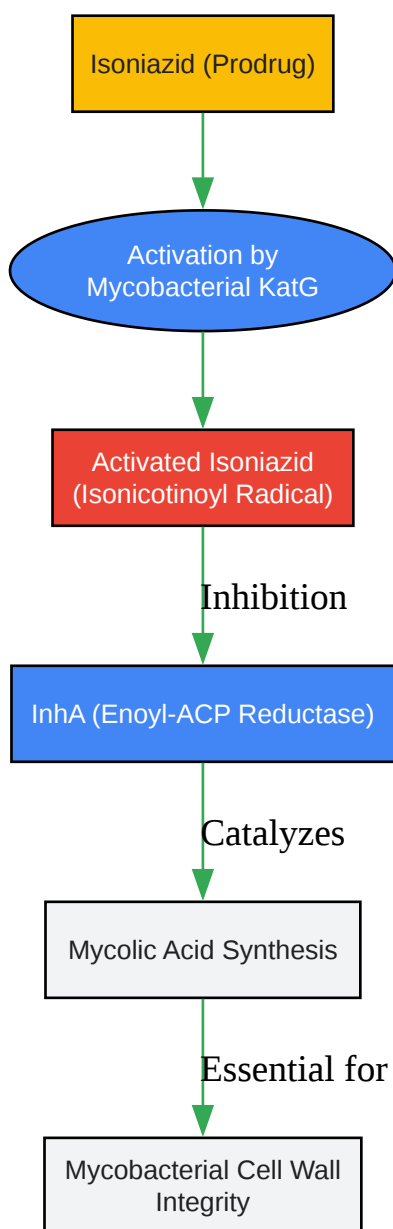 Isoniazid (Prodrug)
Activation by
Mycobacterial KatG
Activated Isoniazid
(Isonicotinoyl Radical)
Inhibition
InhA (Enoyl-ACP Reductase)
Catalyzes
Mycolic Acid Synthesis
Essential for
Mycobacterial Cell Wall
Integrity